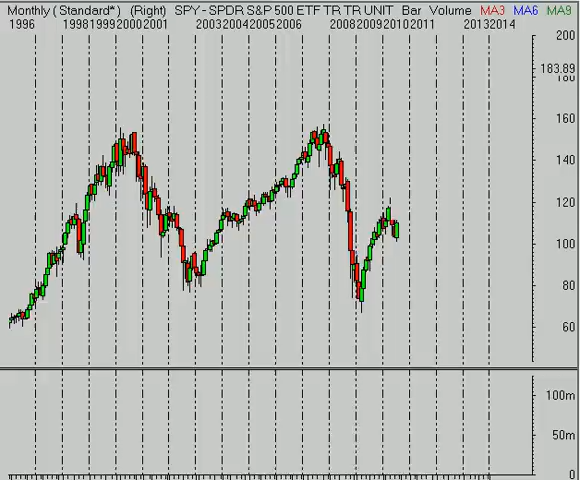 Monthly (Standard*) (Right) SPY - SPDR S&P 500 ETF TR TR UNIT Bar Volume MA3 MA6 MA9
1996 1998 1999 2000 2001 2003 2004 2005 2006 2008 2009 2010 2011 2013 2014
200
183.89
160
140
120
100
80
60
100m
50m
0